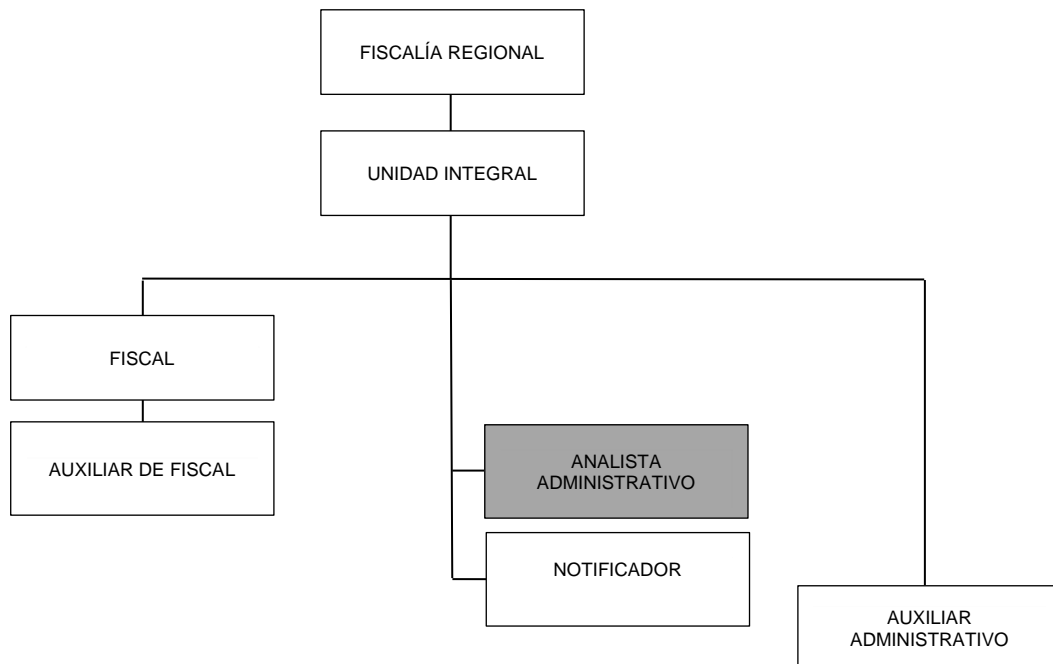 FISCALÍA REGIONAL
UNIDAD INTEGRAL
FISCAL
AUXILIAR DE FISCAL
ANALISTA
ADMINISTRATIVO
NOTIFICADOR
AUXILIAR
ADMINISTRATIVO